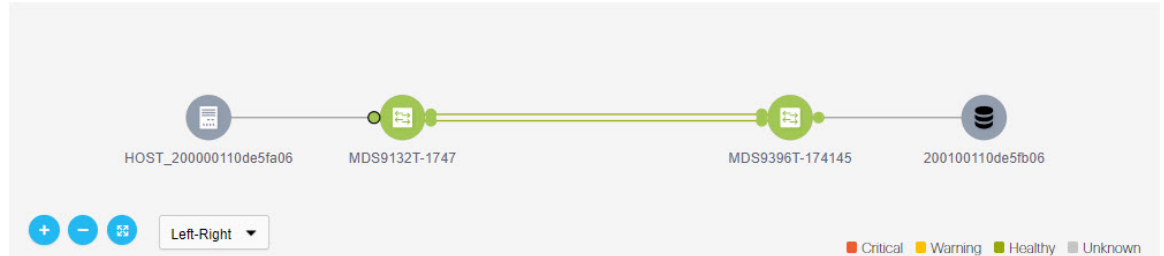 HOST_200000110de5fa06
MDS9132T-1747
MDS9396T-174145
200100110de5fb06
Left-Right
Critical
Warning
Healthy
Unknown